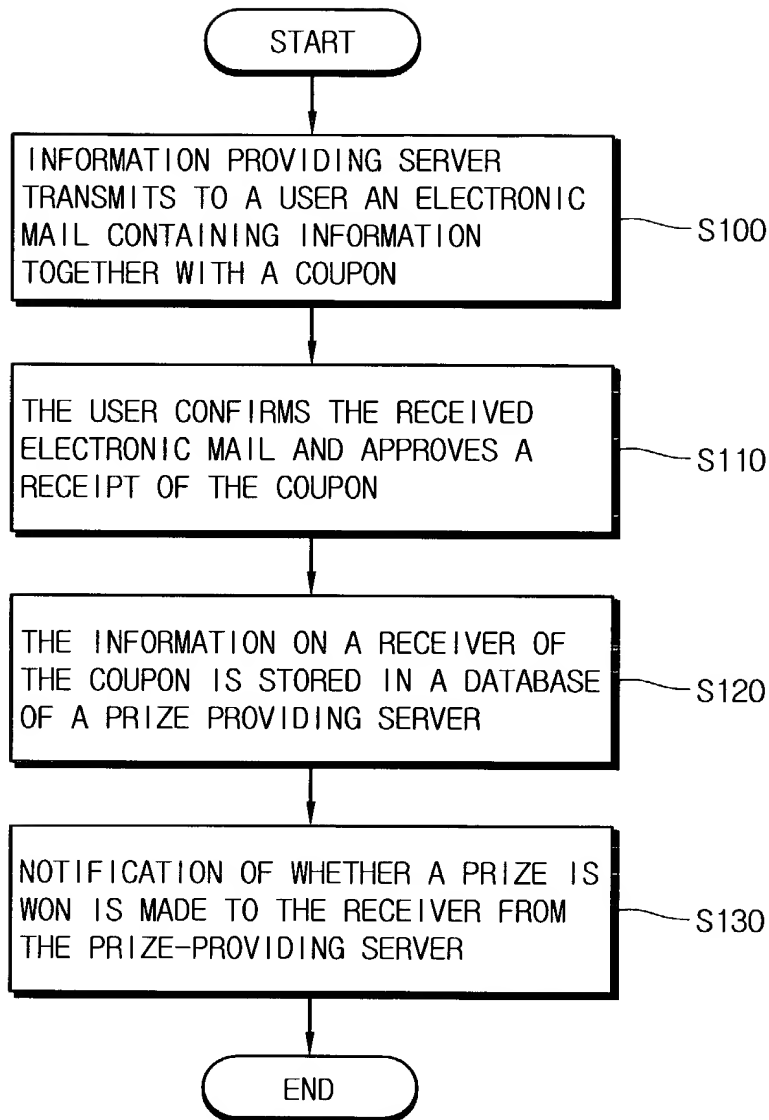 START
INFORMATION PROVIDING SERVER
TRANSMITS TO A USER AN ELECTRONIC
MAIL CONTAINING INFORMATION
TOGETHER WITH A COUPON
S100
THE USER CONFIRMS THE RECEIVED
ELECTRONIC MAIL AND APPROVES A
RECEIPT OF THE COUPON
S110
THE INFORMATION ON A RECEIVER OF
THE COUPON IS STORED IN A DATABASE
OF A PRIZE PROVIDING SERVER
S120
NOTIFICATION OF WHETHER A PRIZE IS
WON IS MADE TO THE RECEIVER FROM
THE PRIZE-PROVIDING SERVER
S130
END